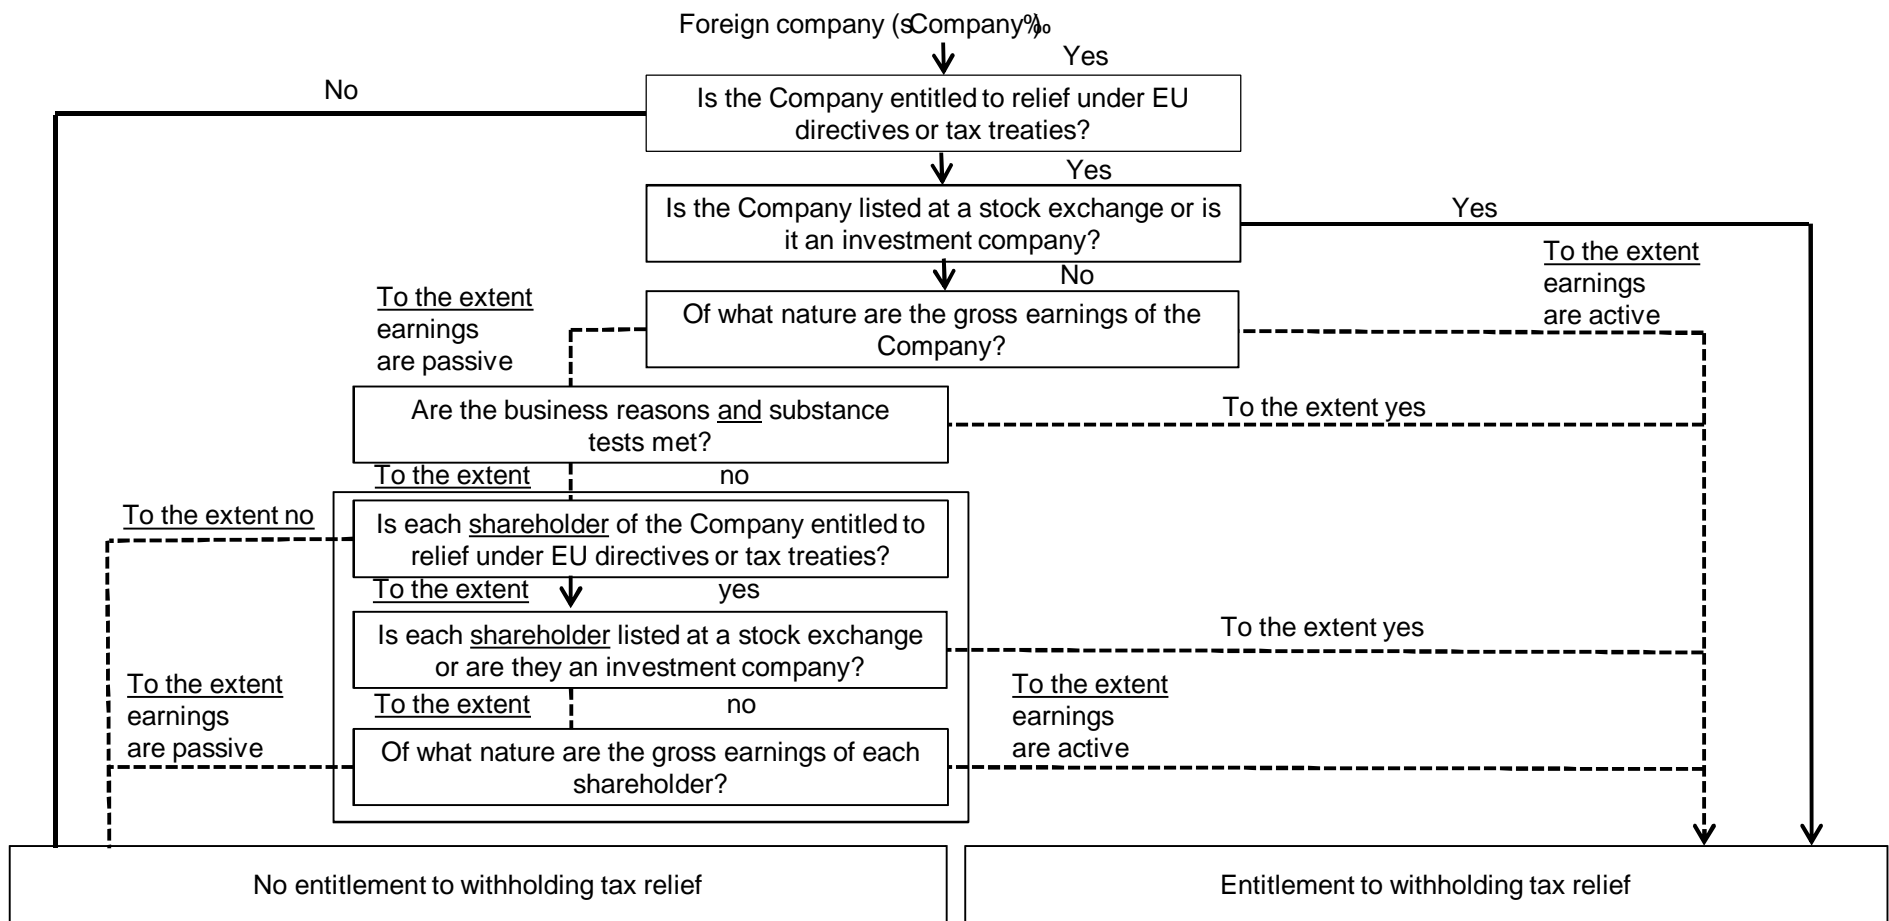 Foreign company (sCompany%‰
Yes
No
Is the Company entitled to relief under EU
directives or tax treaties?
Yes
Is the Company listed at a stock exchange or is
it an investment company?
Yes
No
To the extent
earnings
are active
To the extent
earnings
are passive
Of what nature are the gross earnings of the
Company?
Are the business reasons and substance
tests met?
To the extent yes
To the extent no
To the extent no
Is each shareholder of the Company entitled to
relief under EU directives or tax treaties?
To the extent yes
Is each shareholder listed at a stock exchange
or are they an investment company?
To the extent yes
To the extent no
To the extent
earnings
are passive
To the extent
earnings
are active
Of what nature are the gross earnings of each
shareholder?
No entitlement to withholding tax relief
Entitlement to withholding tax relief